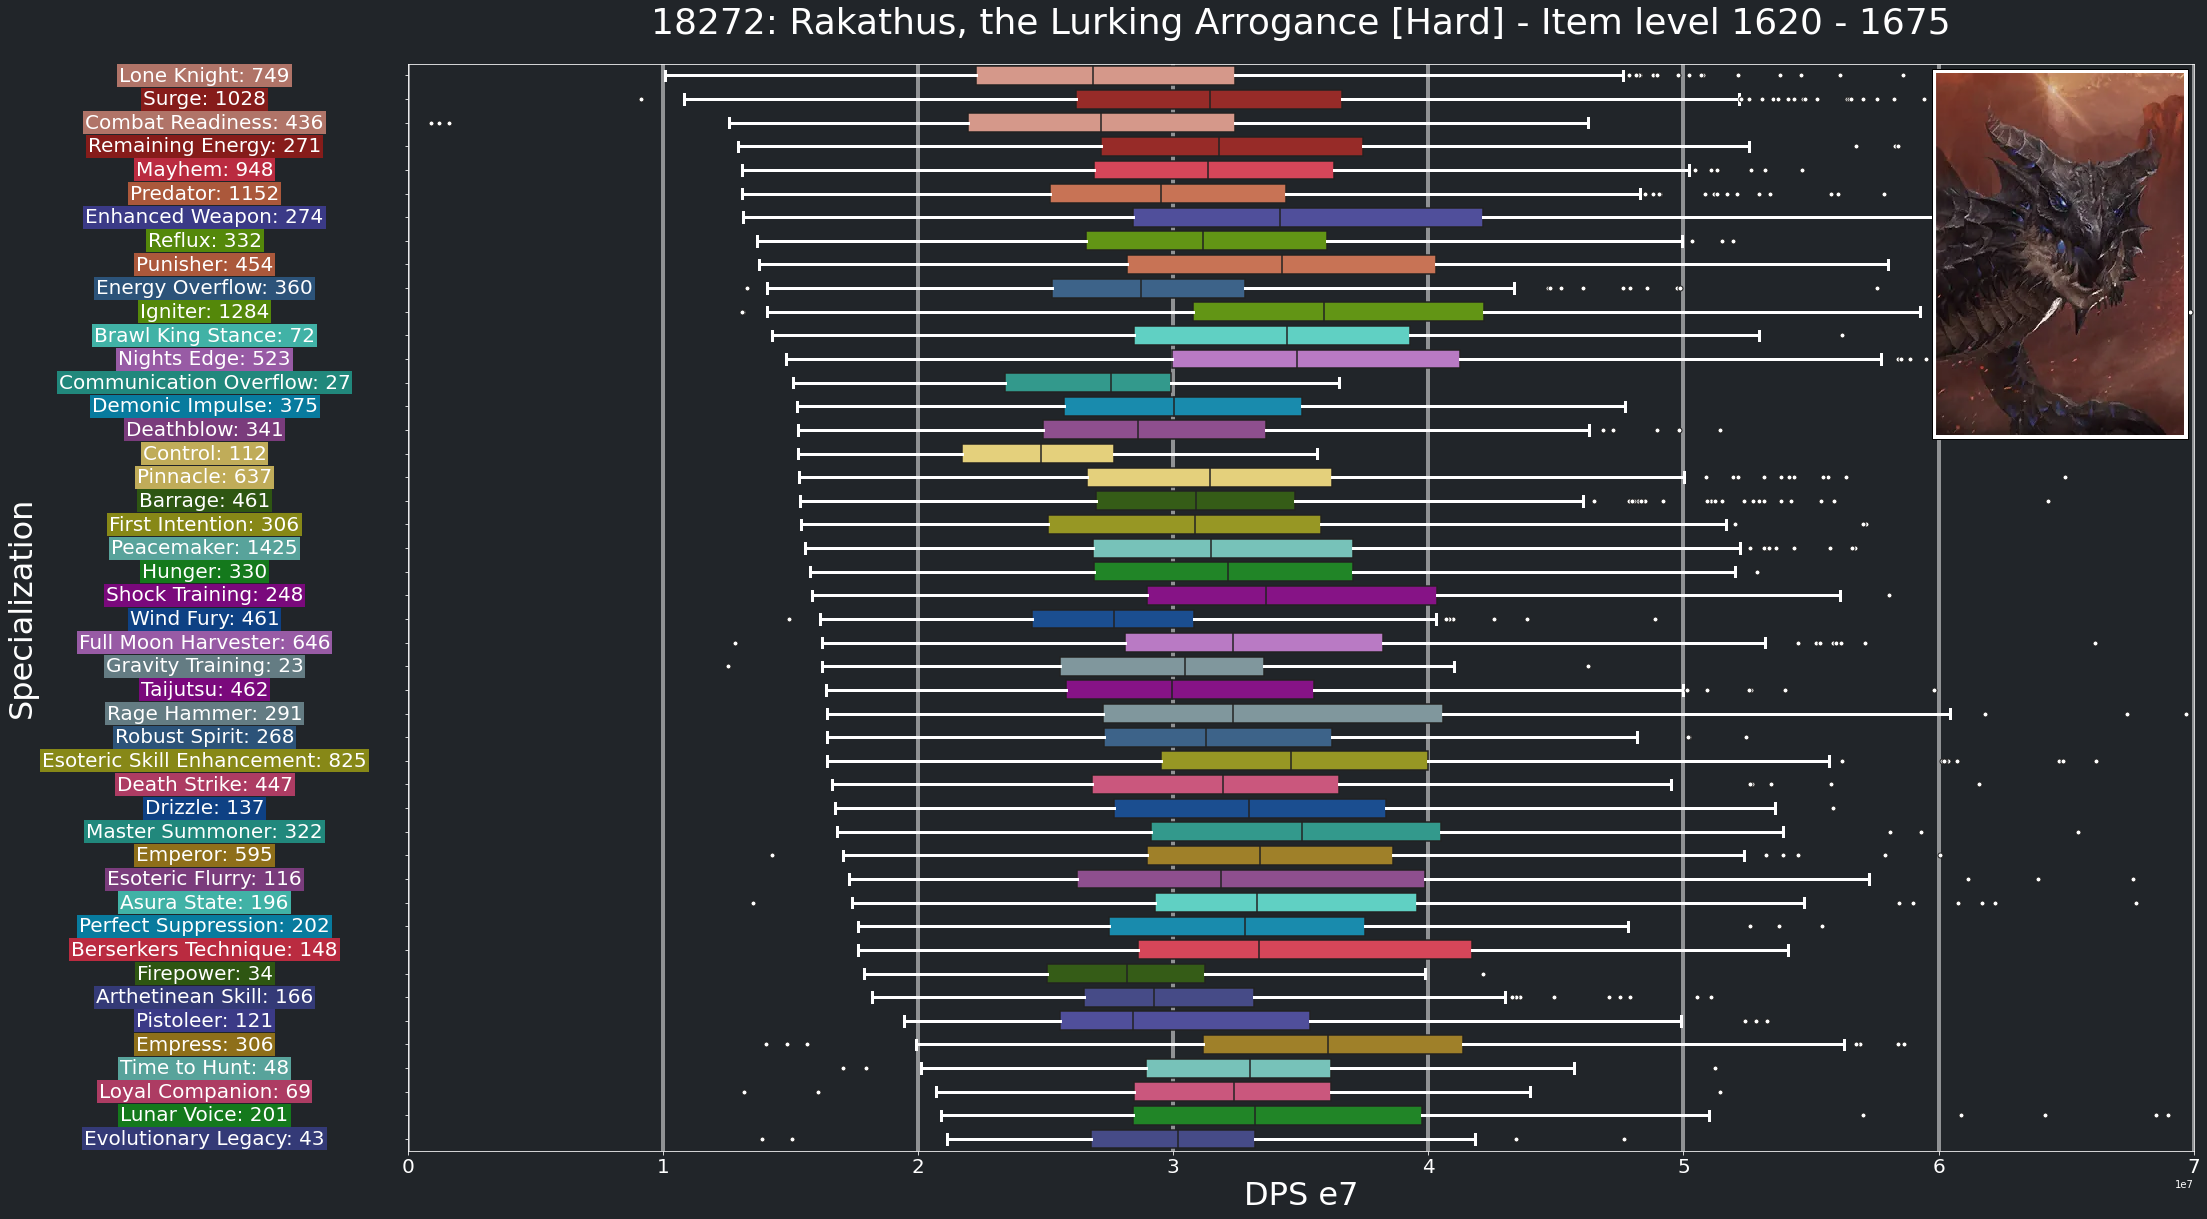 18272: Rakathus, the Lurking Arrogance [Hard] - Item level 1620 - 1675
Lone Knight: 749
Surge: 1028
Combat Readiness: 436
Remaining Energy: 271
Mayhem: 948
Predator: 1152
Enhanced Weapon: 274
Reflux: 332
Punisher: 454
Energy Overflow: 360
Igniter: 1284
Brawl King Stance: 72
Nights Edge: 523
Communication Overflow: 27
Demonic Impulse: 375
Deathblow: 341
Control: 112
Pinnacle: 637
Barrage: 461
First Intention: 306
Peacemaker: 1425
Hunger: 330
Shock Training: 248
Wind Fury: 461
Full Moon Harvester: 646
Gravity Training: 23
Taijutsu: 462
Rage Hammer: 291
Robust Spirit: 268
Esoteric Skill Enhancement: 825
Death Strike: 447
Drizzle: 137
Master Summoner: 322
Emperor: 595
Esoteric Flurry: 116
Asura State: 196
Perfect Suppression: 202
Berserkers Technique: 148
Firepower: 34
Arthetinean Skill: 166
Pistoleer: 121
Empress: 306
Time to Hunt: 48
Loyal Companion: 69
Lunar Voice: 201
Evolutionary Legacy: 43
Specialization
0 1 2 3 4 5 6 7
1e7
DPS e7